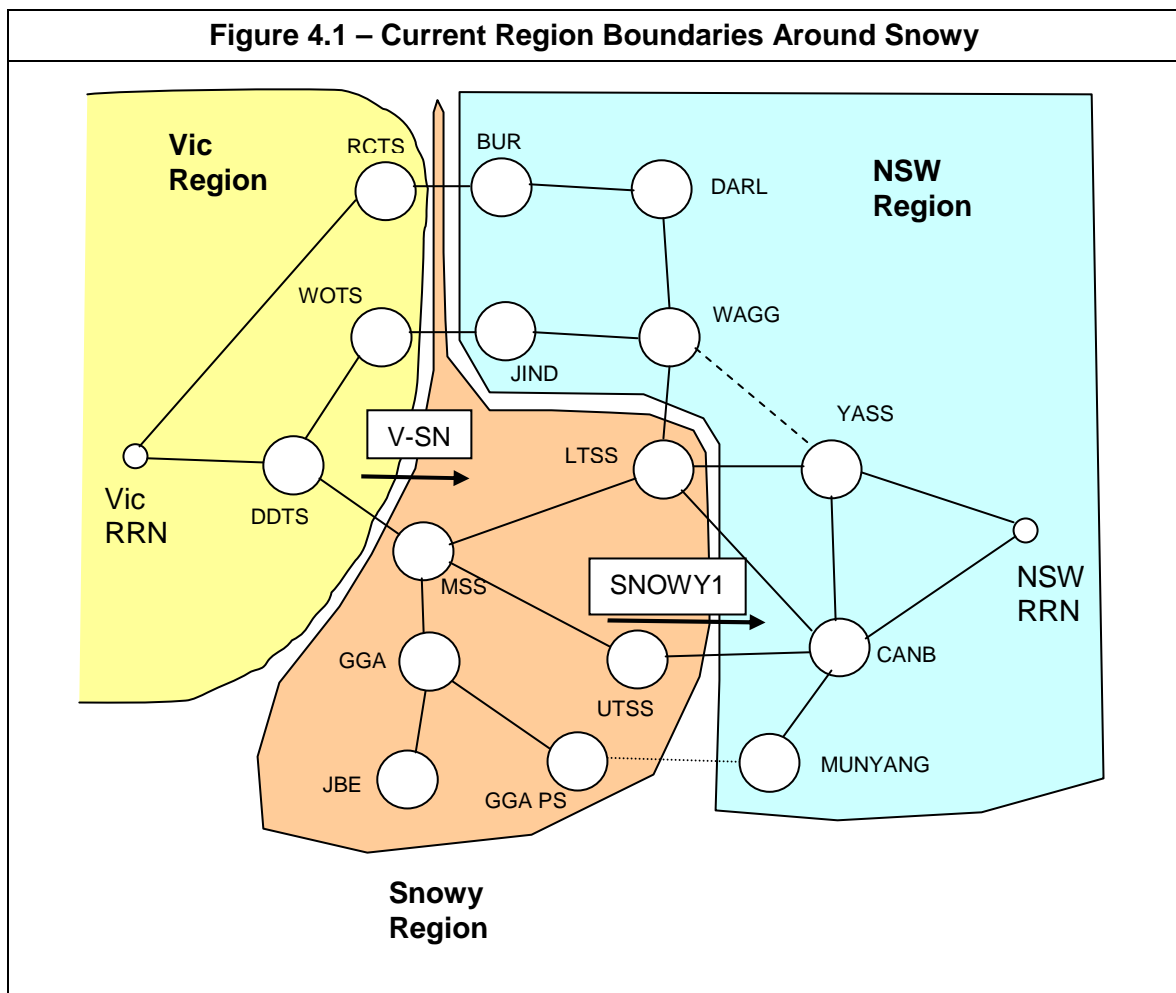 Figure 4.1 – Current Region Boundaries Around Snowy
Vic
Region
RCTS
BUR
DARL
NSW
Region
WOTS
JIND
WAGG
V-SN
YASS
LTSS
Vic
RRN
DDTS
MSS
SNOWY1
NSW
RRN
GGA
UTSS
CANB
JBE
GGA PS
MUNYANG
Snowy
Region